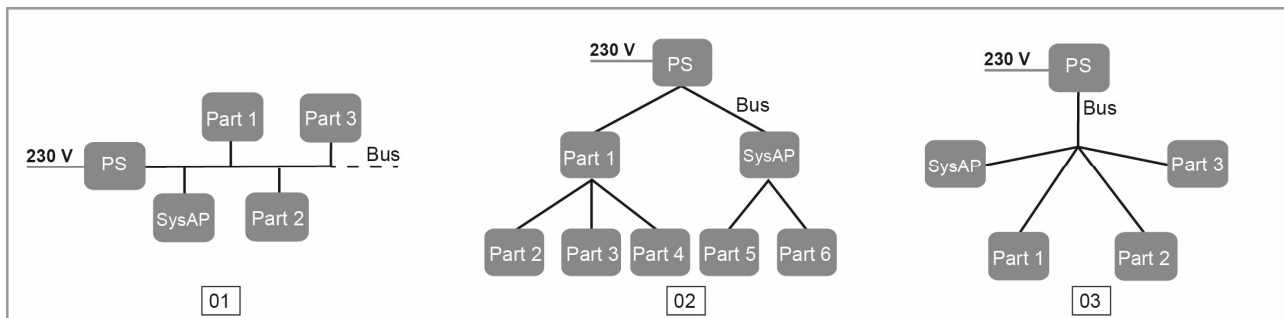 230 V
PS
SysAP
Part 1
Part 2
Part 3
Bus
01
230 V
PS
Bus
Part 1
SysAP
Part 2
Part 3
Part 4
Part 5
Part 6
02
230 V
PS
Bus
SysAP
Part 3
Part 1
Part 2
03